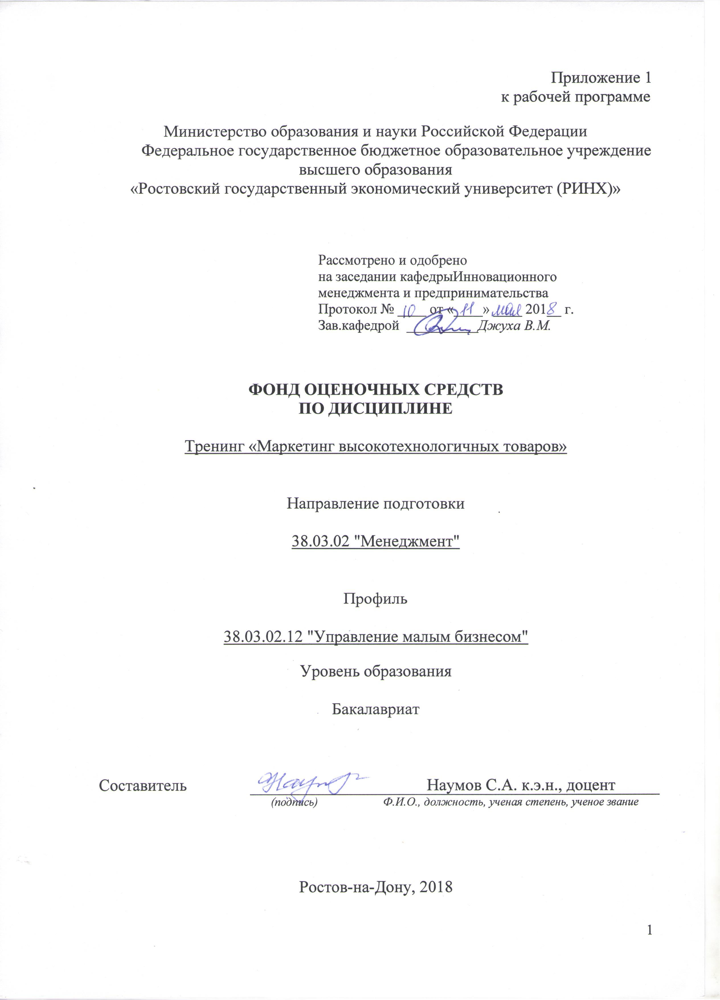 Приложение 1
к рабочей программе
Министерство образования и науки Российской Федерации
Федеральное государственное бюджетное образовательное учреждение
высшего образования
«Ростовский государственный экономический университет (РИНХ)»
Рассмотрено и одобрено
на заседании кафедрыИнновационного
менеджмента и предпринимательства
Протокол № 10 от «11» мая 2018 г.
Зав.кафедрой Джуха В.М.
ФОНД ОЦЕНОЧНЫХ СРЕДСТВ
ПО ДИСЦИПЛИНЕ
Тренинг «Маркетинг высокотехнологичных товаров»
Направление подготовки
38.03.02 "Менеджмент"
Профиль
38.03.02.12 "Управление малым бизнесом"
Уровень образования
Бакалавриат
Составитель Наумов С.А. к.э.н., доцент
(подпись) Ф.И.О., должность, ученая степень, ученое звание
Ростов-на-Дону, 2018
1